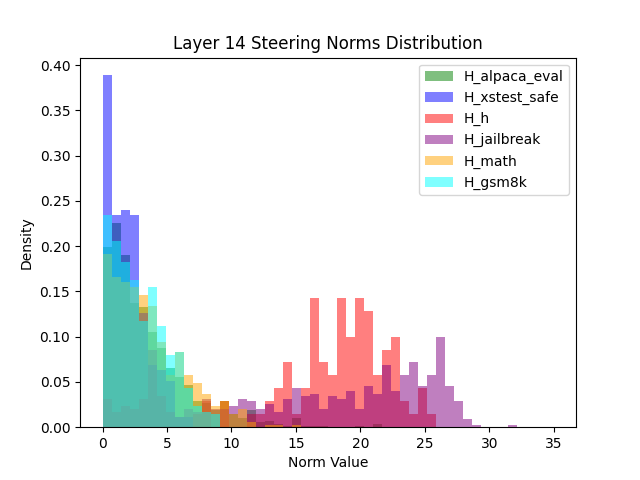 Layer 14 Steering Norms Distribution
H_alpaca_eval
H_xstest_safe
H_h
H_jailbreak
H_math
H_gsm8k
Density
0.40
0.35
0.30
0.25
0.20
0.15
0.10
0.05
0.00
0 5 10 15 20 25 30 35
Norm Value